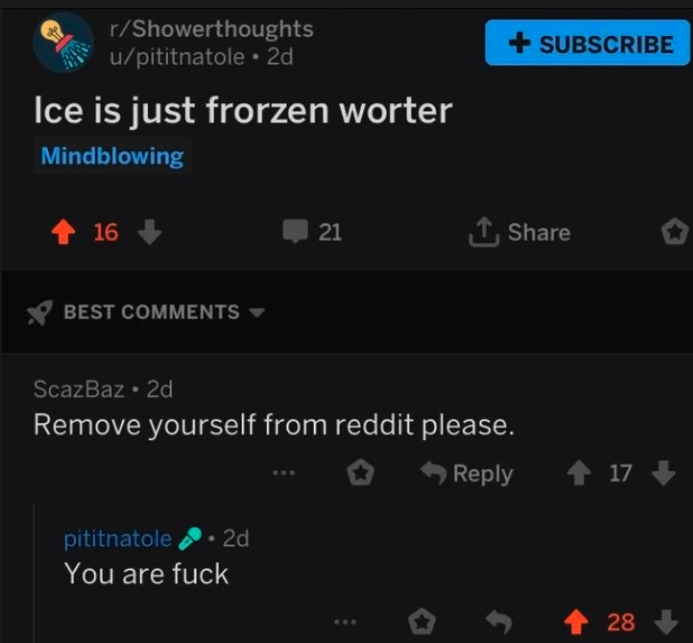 r/Showerthoughts
u/pititnatole • 2d
+ SUBSCRIBE
Ice is just frorzen worter
Mindblowing
16
21
Share
BEST COMMENTS
ScazBaz • 2d
Remove yourself from reddit please.
... Reply 17
pititnatole • 2d
You are fuck
... 28